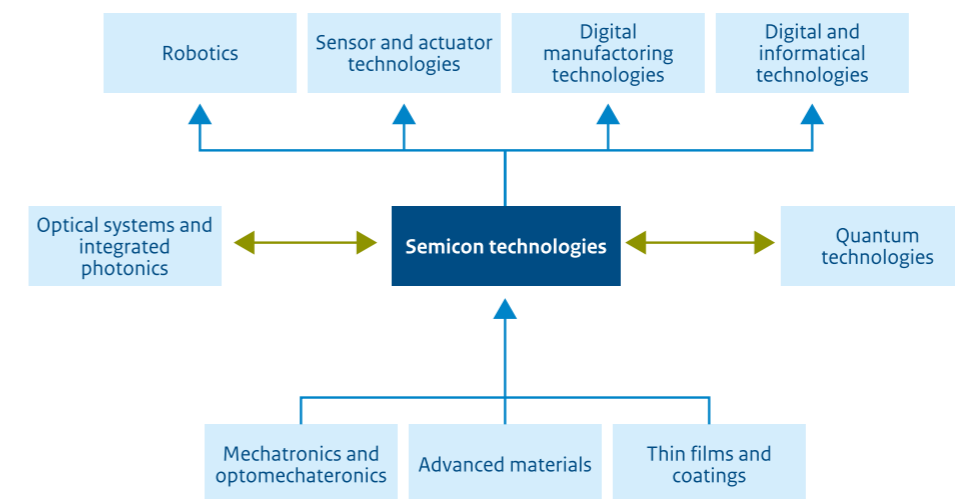 Robotics
Sensor and actuator
technologies
Digital
manufactoring
technologies
Digital and
informatical
technologies
Optical systems and
integrated
photonics
Semicon technologies
Quantum
technologies
Mechatronics and
optomechateronics
Advanced materials
Thin films and
coatings